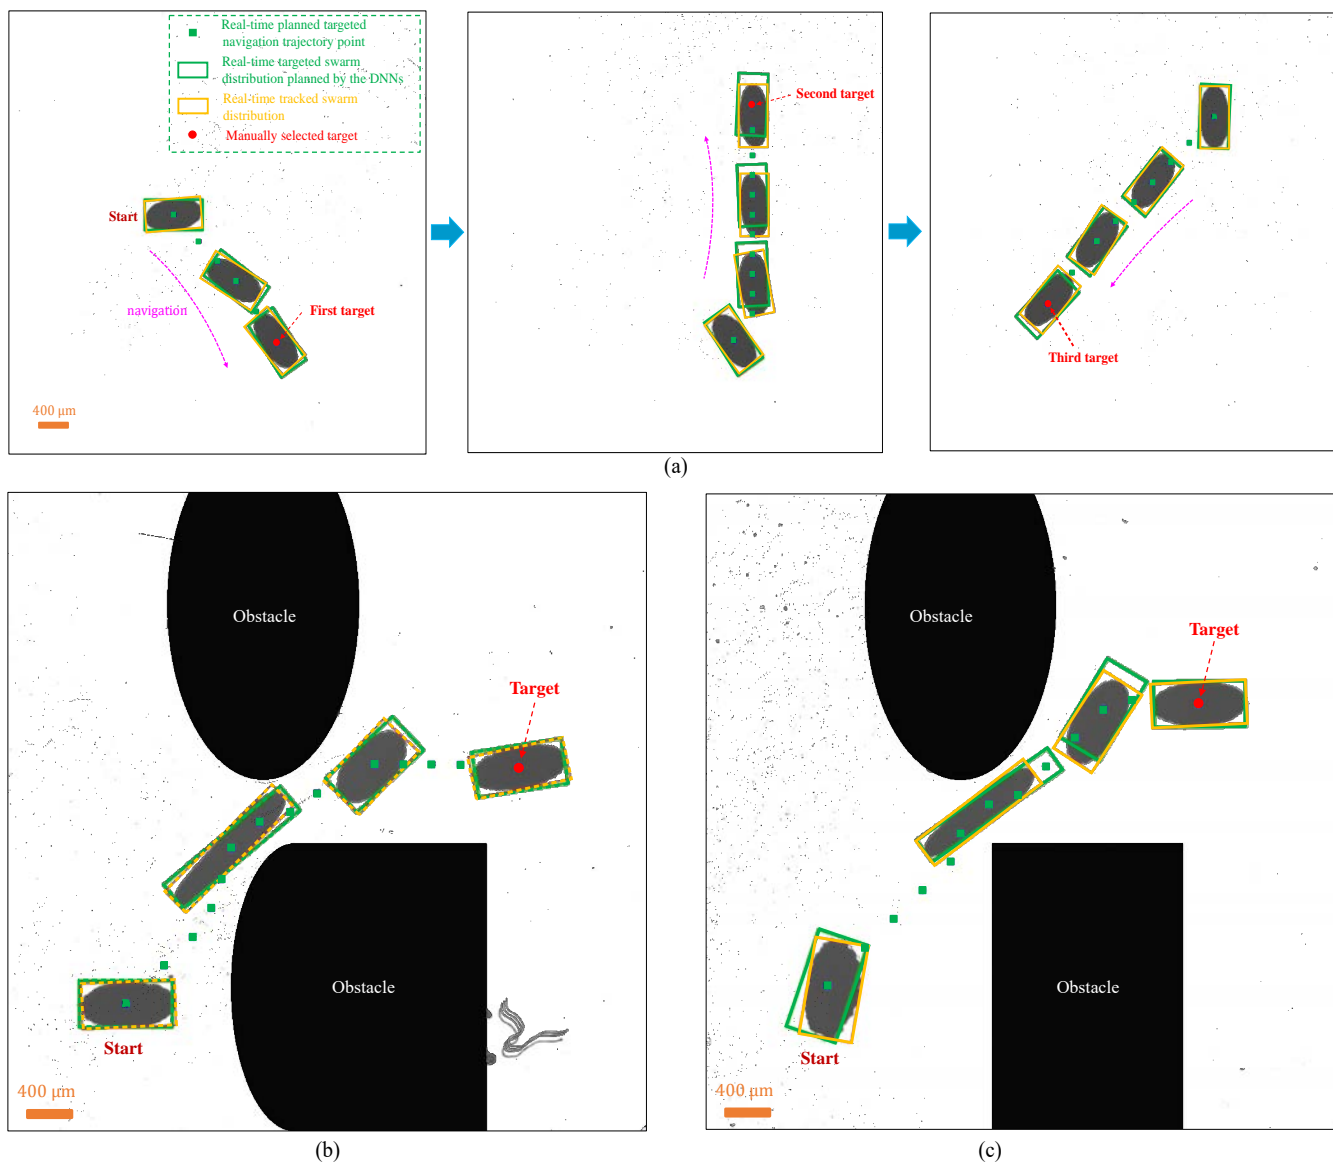 Real-time planned targeted
navigation trajectory point
Real-time targeted swarm
distribution planned by the DNNs
Real-time tracked swarm
distribution
Manually selected target
Start
navigation
First target
400 μm
Second target
Third target
(a)
Obstacle
Target
Obstacle
Start
400 μm
(b)
Obstacle
Target
Obstacle
Start
400 μm
(c)